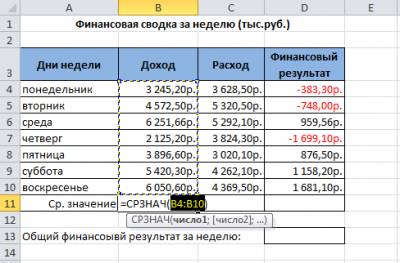 A B C D
1 Финансовая сводка за неделю (тыс.руб.)
2
3 Дни недели Доход Расход Финансовый результат
4 понедельник 3 245,20р. 3 628,50р. -383,30р.
5 вторник 4 572,50р. 5 320,50р. -748,00р.
6 среда 6 251,66р. 5 292,10р. 959,56р.
7 четверг 2 125,20р. 3 824,30р. -1 699,10р.
8 пятница 3 896,60р. 3 020,10р. 876,50р.
9 суббота 5 420,30р. 4 262,10р. 1 158,20р.
10 воскресенье 6 050,60р. 4 369,50р. 1 681,10р.
11 Ср. значение =СРЗНАЧ(B4:B10)
12 СРЗНАЧ(число1; [число2]; ...)
13 Общий финансоывй результат за неделю:
14